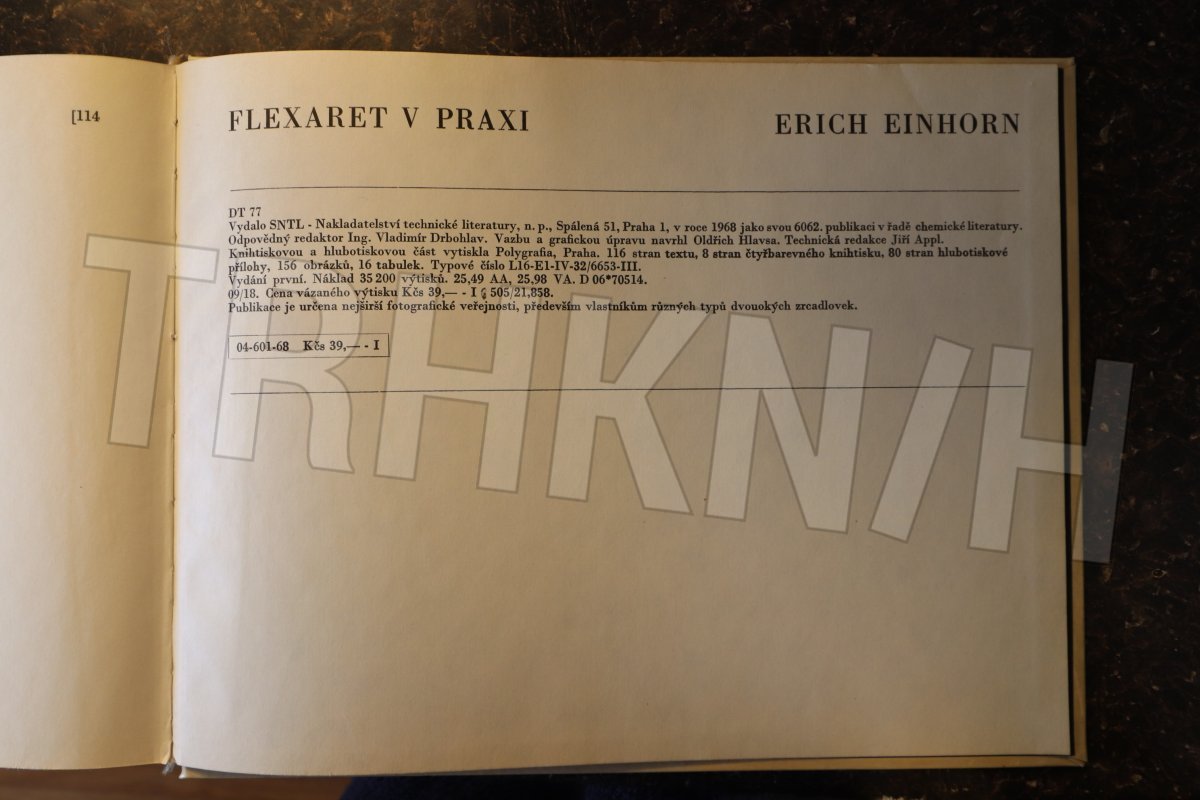 [114
FLEXARET V PRAXI
ERICH EINHORN
DT 77
Vydalo SNTL - Nakladatelství technické literatury, n. p., Spálená 51, Praha 1, v roce 1968 jako svou 6062. publikaci v řadě chemické literatury.
Odpovědný redaktor Ing. Vladimír Drbohlav. Vazbu a grafickou úpravu navrhl Oldřich Hlavsa. Technická redakce Jiří Appl.
Knihtiskovou a hlubotiskovou část vytiskla Polygrafia, Praha. 116 stran textu, 8 stran čtyřbarevného knihtisku, 80 stran hlubotiskové
přílohy, 156 obrázků, 16 tabulek. Typové číslo L16-E1-IV-32/6653-III.
Vydání první. Náklad 35 200 výtisků. 25,49 AA, 25,98 VA. D 06*70514.
09/18. Cena vázaného výtisku Kčs 39,— - I § 505/21,858.
Publikace je určena nejširší fotografické veřejnosti, především vlastníkům různých typů dvouokých zrcadlovek.
04-601-68 Kčs 39,— - I
TRHKN/H